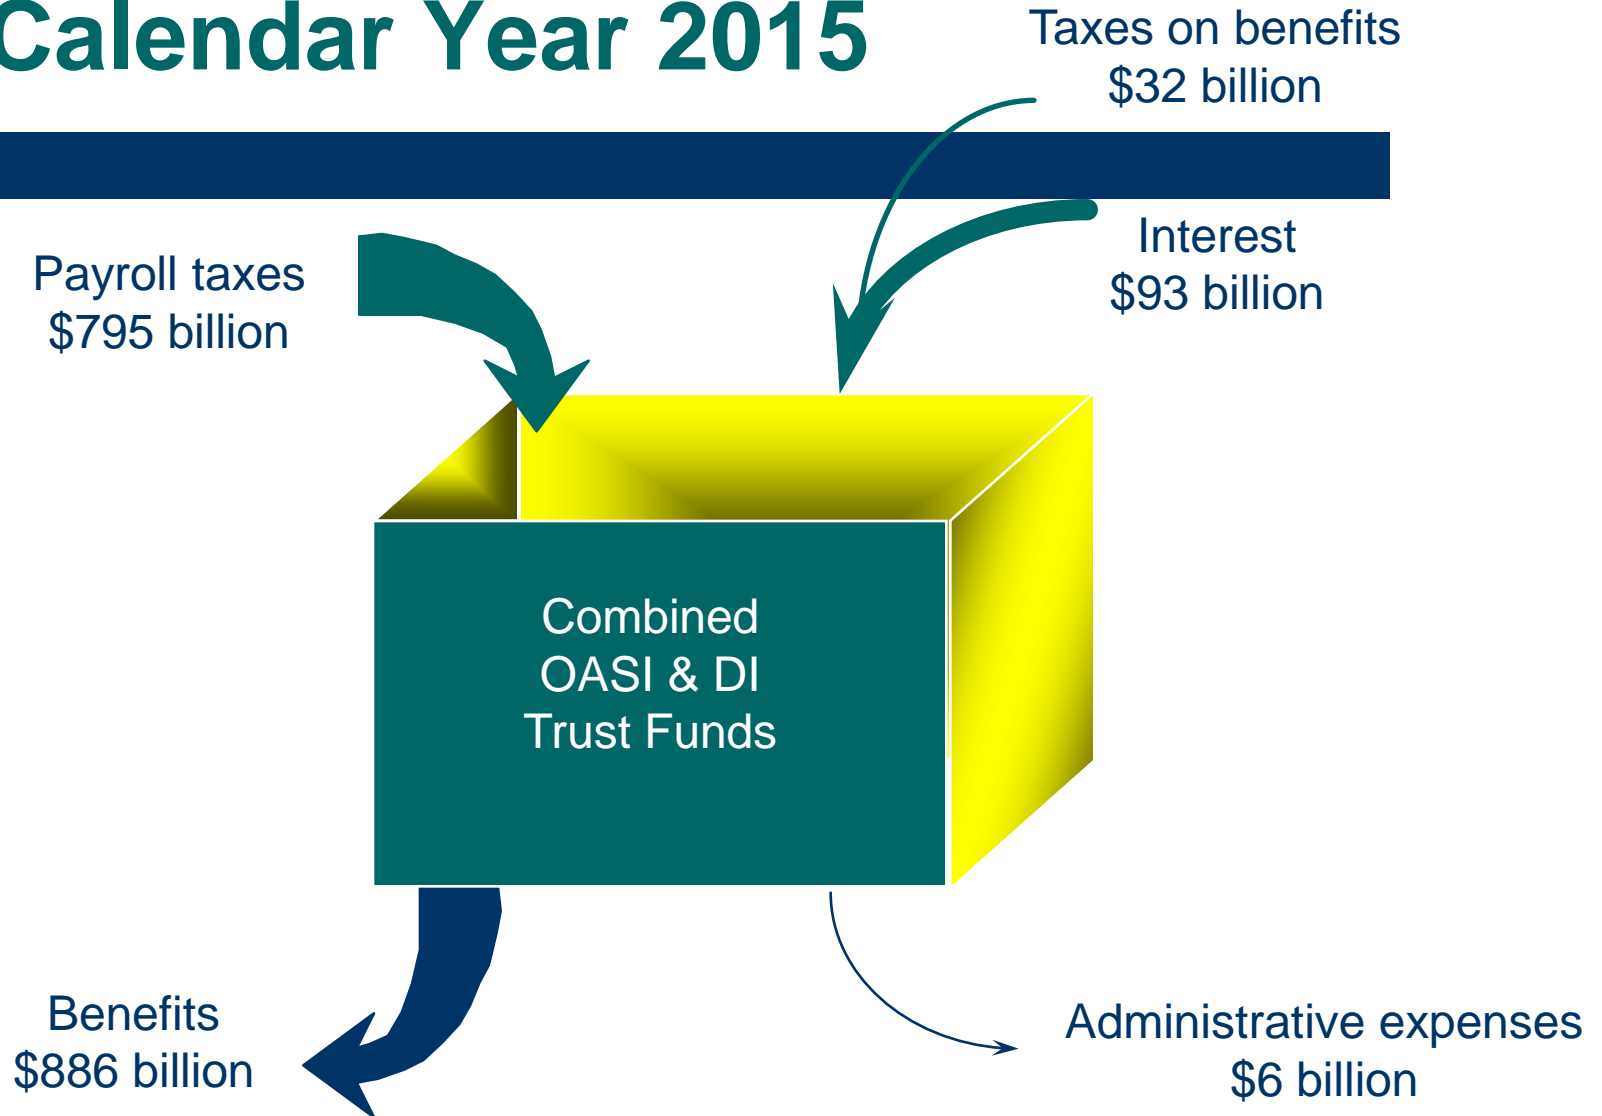 Calendar Year 2015
Taxes on benefits
$32 billion
Payroll taxes
$795 billion
Interest
$93 billion
Combined
OASI & DI
Trust Funds
Benefits
$886 billion
Administrative expenses
$6 billion